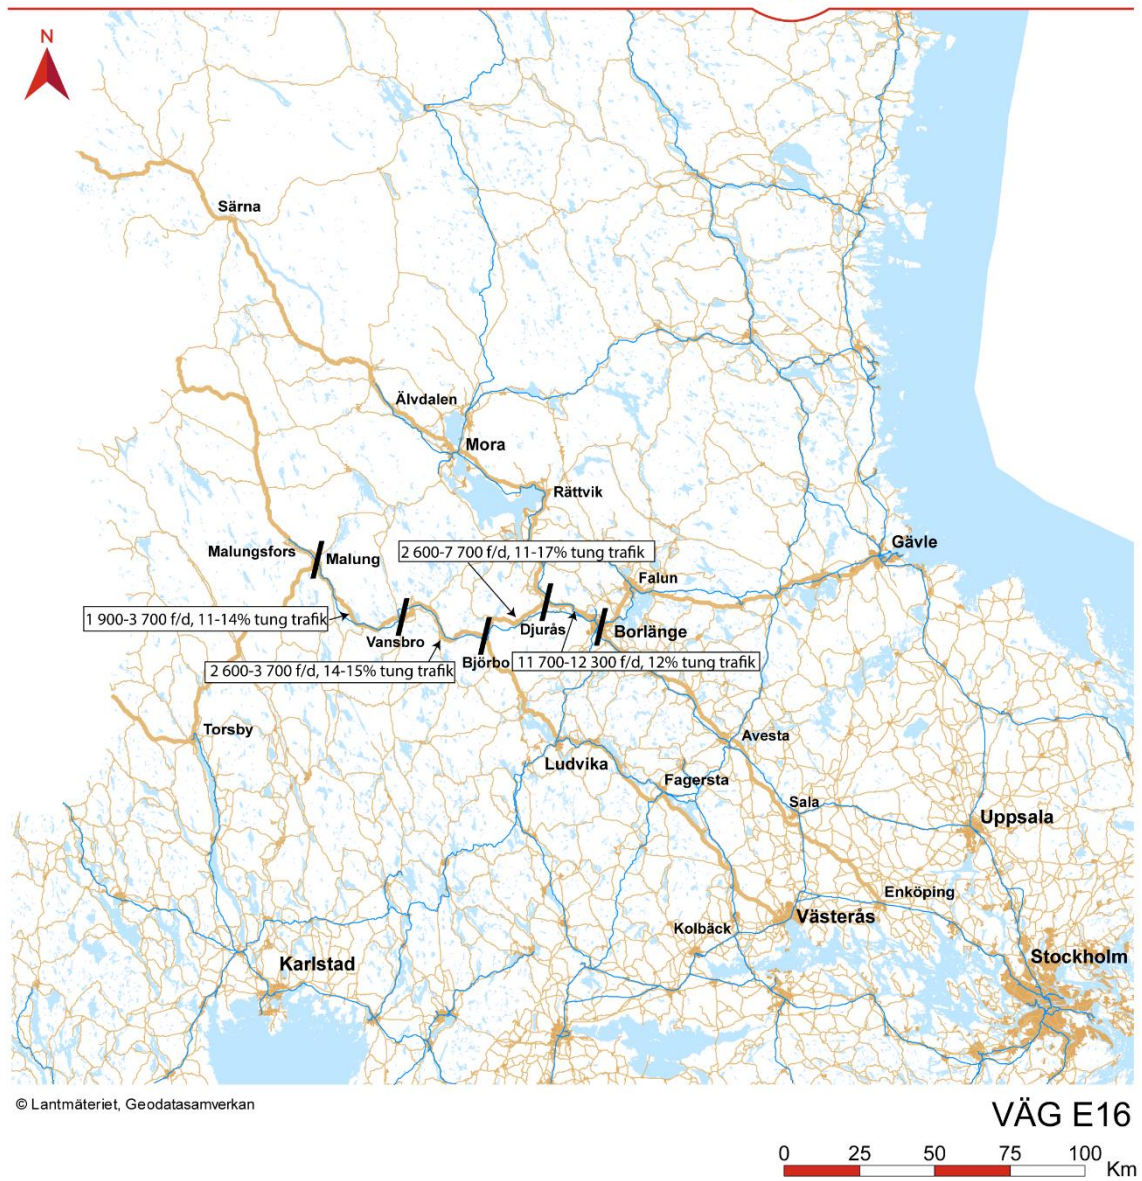 N
Särna
Älvdalen
Mora
Rättvik
Malungsfors
Malung
2 600-7 700 f/d, 11-17% tung trafik
Gävle
Falun
1 900-3 700 f/d, 11-14% tung trafik
Vansbro
Djurås
Borlänge
Björbo
11 700-12 300 f/d, 12% tung trafik
2 600-3 700 f/d, 14-15% tung trafik
Torsby
Avesta
Ludvika
Fagersta
Sala
Uppsala
Enköping
Västerås
Kolbäck
Karlstad
Stockholm
© Lantmäteriet, Geodatasamverkan
VÄG E16
0 25 50 75 100
Km